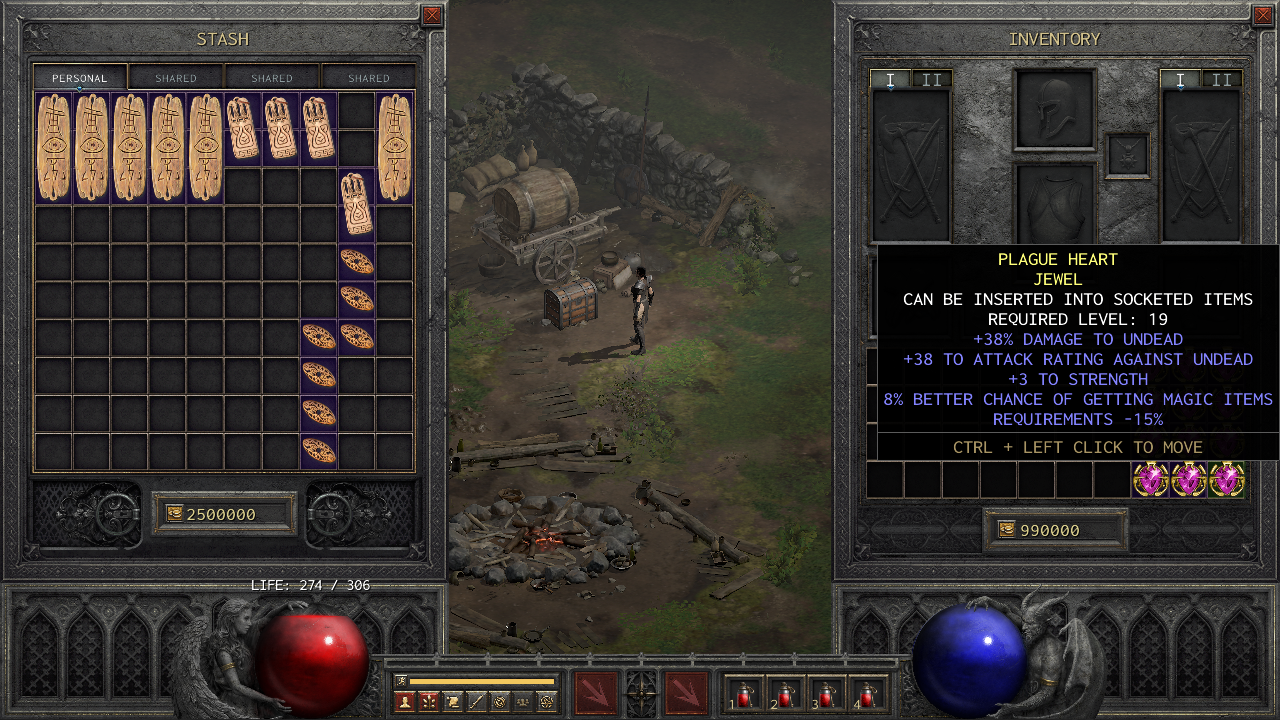 STASH
PERSONAL
SHARED
SHARED
SHARED
2500000
INVENTORY
I
II
I
II
PLAGUE HEART
JEWEL
CAN BE INSERTED INTO SOCKETED ITEMS
REQUIRED LEVEL: 19
+38% DAMAGE TO UNDEAD
+38 TO ATTACK RATING AGAINST UNDEAD
+3 TO STRENGTH
8% BETTER CHANCE OF GETTING MAGIC ITEMS
REQUIREMENTS -15%
CTRL + LEFT CLICK TO MOVE
990000
LIFE: 274 / 306
1
2
3
4